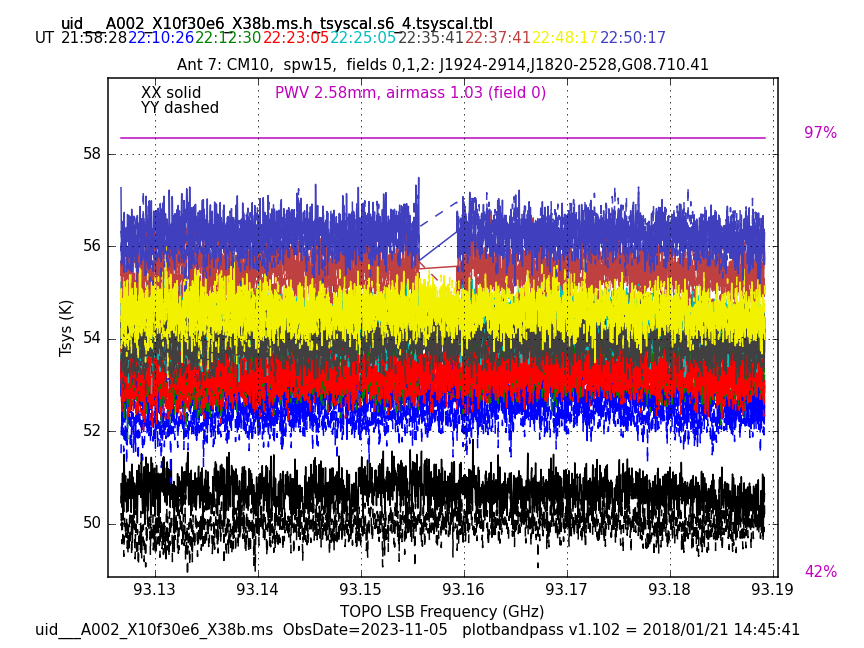 uid___A002_X10f30e6_X38b.ms.h_tsyscal.s6_4.tsyscal.tbl
UT 21:58:28 22:10:26 22:12:30 22:23:05 22:25:05 22:35:41 22:37:41 22:48:17 22:50:17
Ant 7: CM10,  spw15,  fields 0,1,2: J1924-2914,J1820-2528,G08.710.41
XX solid
PWV 2.58mm, airmass 1.03 (field 0)
YY dashed
97%
58
56
54
52
50
Tsys (K)
42%
93.13 93.14 93.15 93.16 93.17 93.18 93.19
TOPO LSB Frequency (GHz)
uid___A002_X10f30e6_X38b.ms  ObsDate=2023-11-05   plotbandpass v1.102 = 2018/01/21 14:45:41